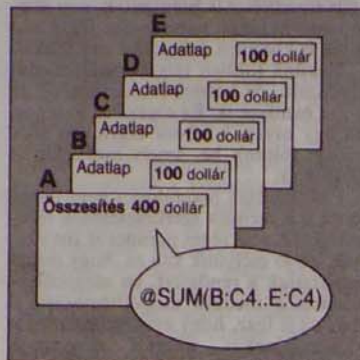 E
Adatlap 100 dollár
D
Adatlap 100 dollár
C
Adatlap 100 dollár
B
Adatlap 100 dollár
A
Összesítés 400 dollár
@SUM(B:C4..E:C4)